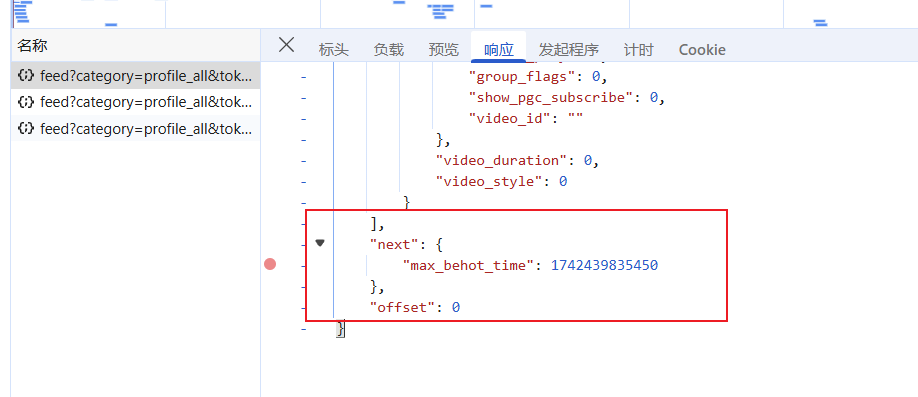 名称
标头 负载 预览 响应 发起程序 计时 Cookie
feed?category=profile_all&tok...
feed?category=profile_all&tok...
feed?category=profile_all&tok...
"group_flags": 0,
"show_pgc_subscribe": 0,
"video_id": ""
},
"video_duration": 0,
"video_style": 0
}
],
"next": {
"max_behot_time": 1742439835450
},
"offset": 0
}